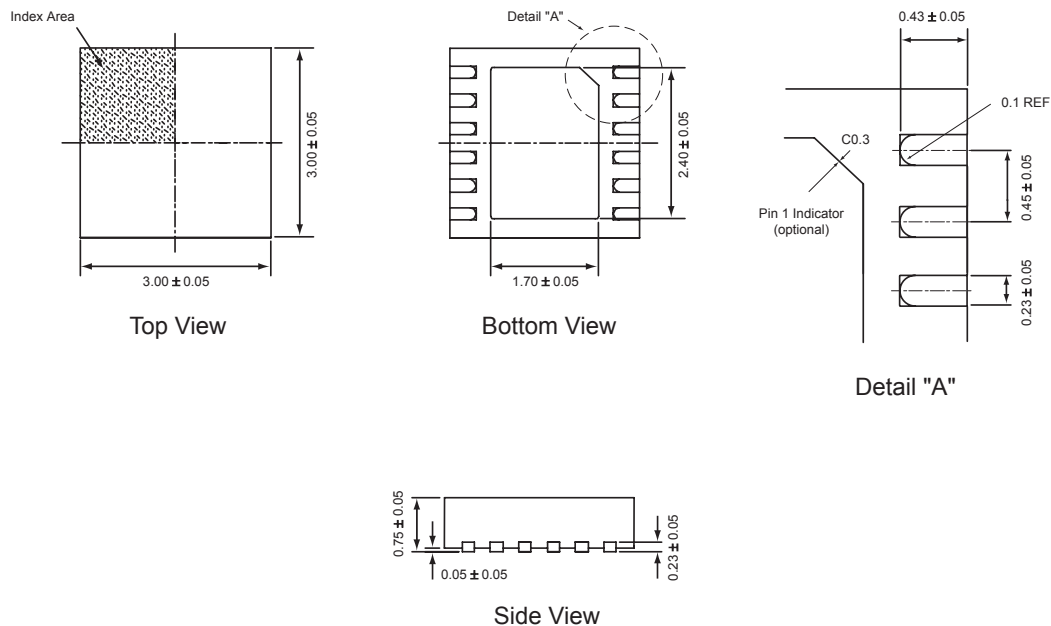 Index Area
3.00 ± 0.05
3.00 ± 0.05
Top View
Detail "A"
2.40 ± 0.05
1.70 ± 0.05
Bottom View
0.43 ± 0.05
0.1 REF
C0.3
Pin 1 Indicator
(optional)
0.45 ± 0.05
0.23 ± 0.05
Detail "A"
0.75 ± 0.05
0.05 ± 0.05
0.23 ± 0.05
Side View